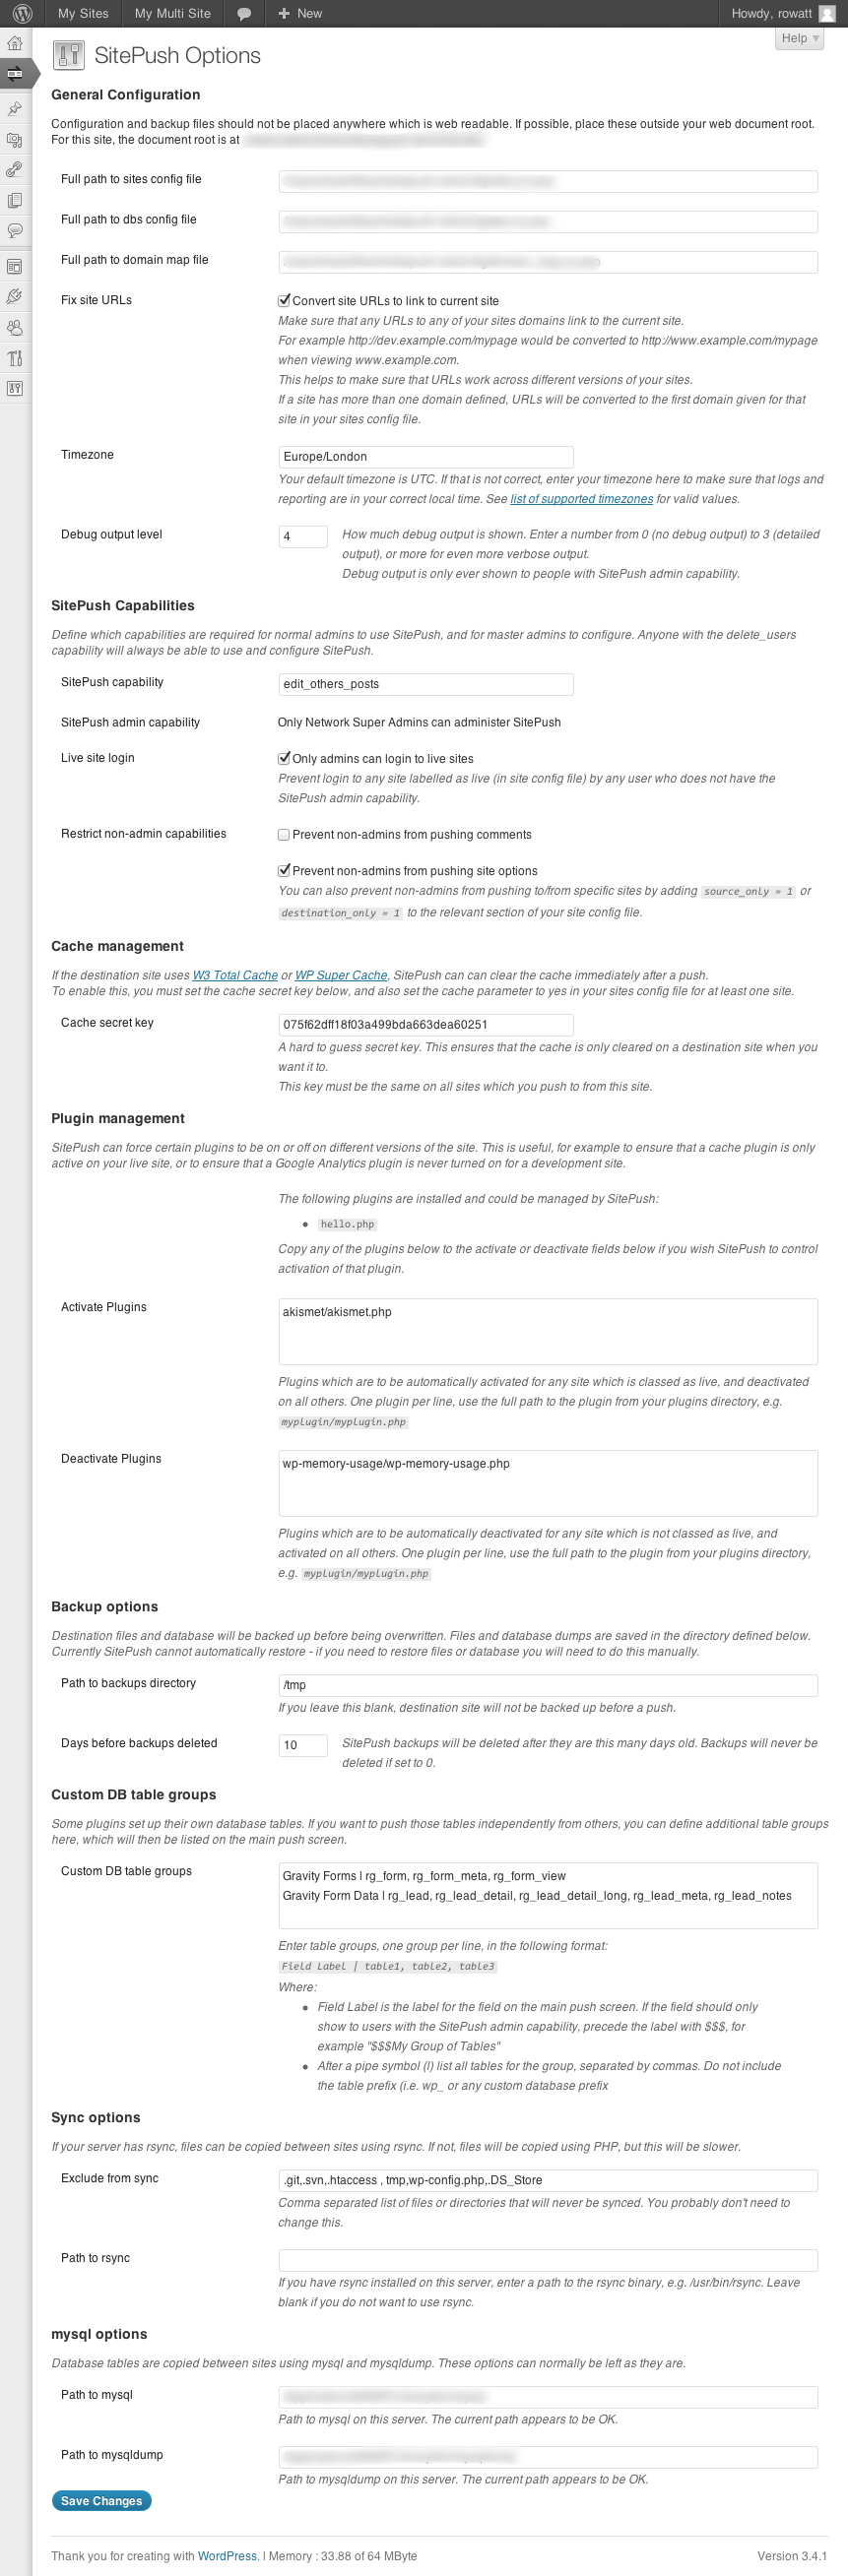 My Sites My Multi Site New Howdy, rowatt
Help
SitePush Options
General Configuration
Configuration and backup files should not be placed anywhere which is web readable. If possible, place these outside your web document root.
For this site, the document root is at
Full path to sites config file
Full path to dbs config file
Full path to domain map file
Fix site URLs
Convert site URLs to link to current site
Make sure that any URLs to any of your sites domains link to the current site.
For example http://dev.example.com/mypage would be converted to http://www.example.com/mypage
when viewing www.example.com.
This helps to make sure that URLs work across different versions of your sites.
If a site has more than one domain defined, URLs will be converted to the first domain given for that
site in your sites config file.
Timezone
Europe/London
Your default timezone is UTC. If that is not correct, enter your timezone here to make sure that logs and
reporting are in your correct local time. See list of supported timezones for valid values.
Debug output level
4
How much debug output is shown. Enter a number from 0 (no debug output) to 3 (detailed
output), or more for even more verbose output.
Debug output is only ever shown to people with SitePush admin capability.
SitePush Capabilities
Define which capabilities are required for normal admins to use SitePush, and for master admins to configure. Anyone with the delete_users
capability will always be able to use and configure SitePush.
SitePush capability
edit_others_posts
SitePush admin capability
Only Network Super Admins can administer SitePush
Live site login
Only admins can login to live sites
Prevent login to any site labelled as live (in site config file) by any user who does not have the
SitePush admin capability.
Restrict non-admin capabilities
Prevent non-admins from pushing comments
Prevent non-admins from pushing site options
You can also prevent non-admins from pushing to/from specific sites by adding source_only = 1 or
destination_only = 1 to the relevant section of your site config file.
Cache management
If the destination site uses W3 Total Cache or WP Super Cache, SitePush can can clear the cache immediately after a push.
To enable this, you must set the cache secret key below, and also set the cache parameter to yes in your sites config file for at least one site.
Cache secret key
075f62dff18f03a499bda663dea60251
A hard to guess secret key. This ensures that the cache is only cleared on a destination site when you
want it to.
This key must be the same on all sites which you push to from this site.
Plugin management
SitePush can force certain plugins to be on or off on different versions of the site. This is useful, for example to ensure that a cache plugin is only
active on your live site, or to ensure that a Google Analytics plugin is never turned on for a development site.
The following plugins are installed and could be managed by SitePush:
• hello.php
Copy any of the plugins below to the activate or deactivate fields below if you wish SitePush to control
activation of that plugin.
Activate Plugins
akismet/akismet.php
Plugins which are to be automatically activated for any site which is classed as live, and deactivated
on all others. One plugin per line, use the full path to the plugin from your plugins directory, e.g.
myplugin/myplugin.php
Deactivate Plugins
wp-memory-usage/wp-memory-usage.php
Plugins which are to be automatically deactivated for any site which is not classed as live, and
activated on all others. One plugin per line, use the full path to the plugin from your plugins directory,
e.g. myplugin/myplugin.php
Backup options
Destination files and database will be backed up before being overwritten. Files and database dumps are saved in the directory defined below.
Currently SitePush cannot automatically restore - if you need to restore files or database you will need to do this manually.
Path to backups directory
/tmp
If you leave this blank, destination site will not be backed up before a push.
Days before backups deleted
10
SitePush backups will be deleted after they are this many days old. Backups will never be
deleted if set to 0.
Custom DB table groups
Some plugins set up their own database tables. If you want to push those tables independently from others, you can define additional table groups
here, which will then be listed on the main push screen.
Custom DB table groups
Gravity Forms | rg_form, rg_form_meta, rg_form_view
Gravity Form Data | rg_lead, rg_lead_detail, rg_lead_detail_long, rg_lead_meta, rg_lead_notes
Enter table groups, one group per line, in the following format:
Field Label | table1, table2, table3
Where:
• Field Label is the label for the field on the main push screen. If the field should only
show to users with the SitePush admin capability, precede the label with $$$, for
example "$$$My Group of Tables"
• After a pipe symbol (|) list all tables for the group, separated by commas. Do not include
the table prefix (i.e. wp_ or any custom database prefix
Sync options
If your server has rsync, files can be copied between sites using rsync. If not, files will be copied using PHP, but this will be slower.
Exclude from sync
.git,.svn,.htaccess , tmp,wp-config.php,.DS_Store
Comma separated list of files or directories that will never be synced. You probably don't need to
change this.
Path to rsync
If you have rsync installed on this server, enter a path to the rsync binary, e.g. /usr/bin/rsync. Leave
blank if you do not want to use rsync.
mysql options
Database tables are copied between sites using mysql and mysqldump. These options can normally be left as they are.
Path to mysql
Path to mysql on this server. The current path appears to be OK.
Path to mysqldump
Path to mysqldump on this server. The current path appears to be OK.
Save Changes
Thank you for creating with WordPress. | Memory : 33.88 of 64 MByte Version 3.4.1